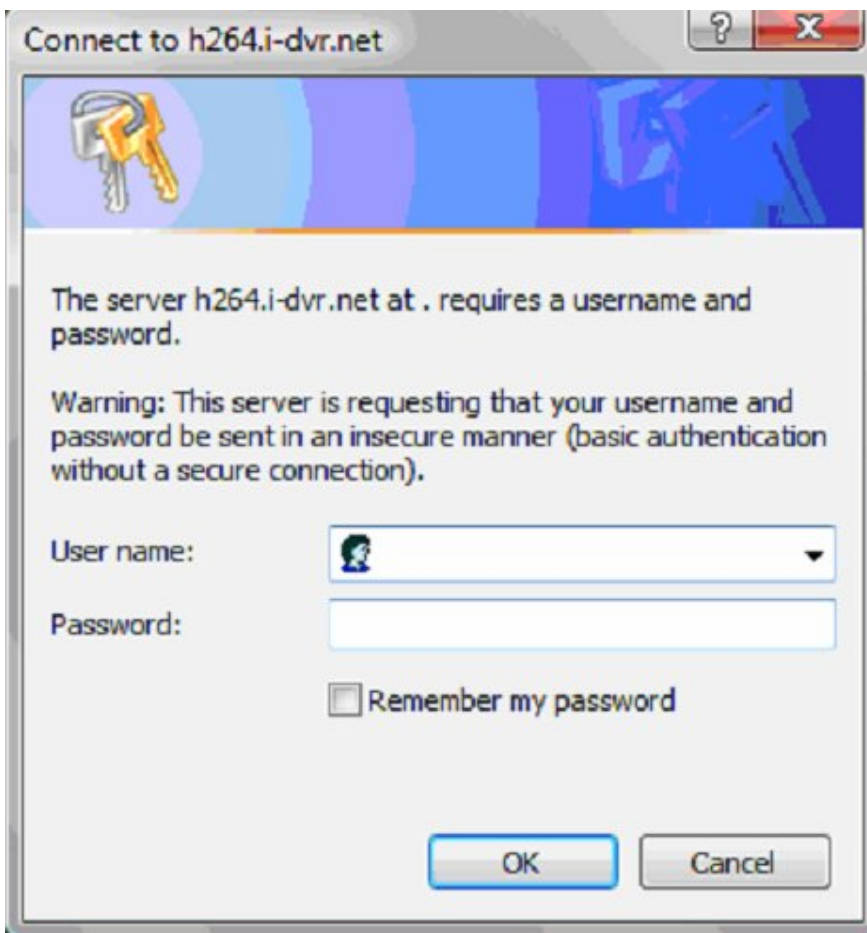 Connect to h264.i-dvr.net
?
X
The server h264.i-dvr.net at . requires a username and
password.
Warning: This server is requesting that your username and
password be sent in an insecure manner (basic authentication
without a secure connection).
User name:
Password:
Remember my password
OK Cancel